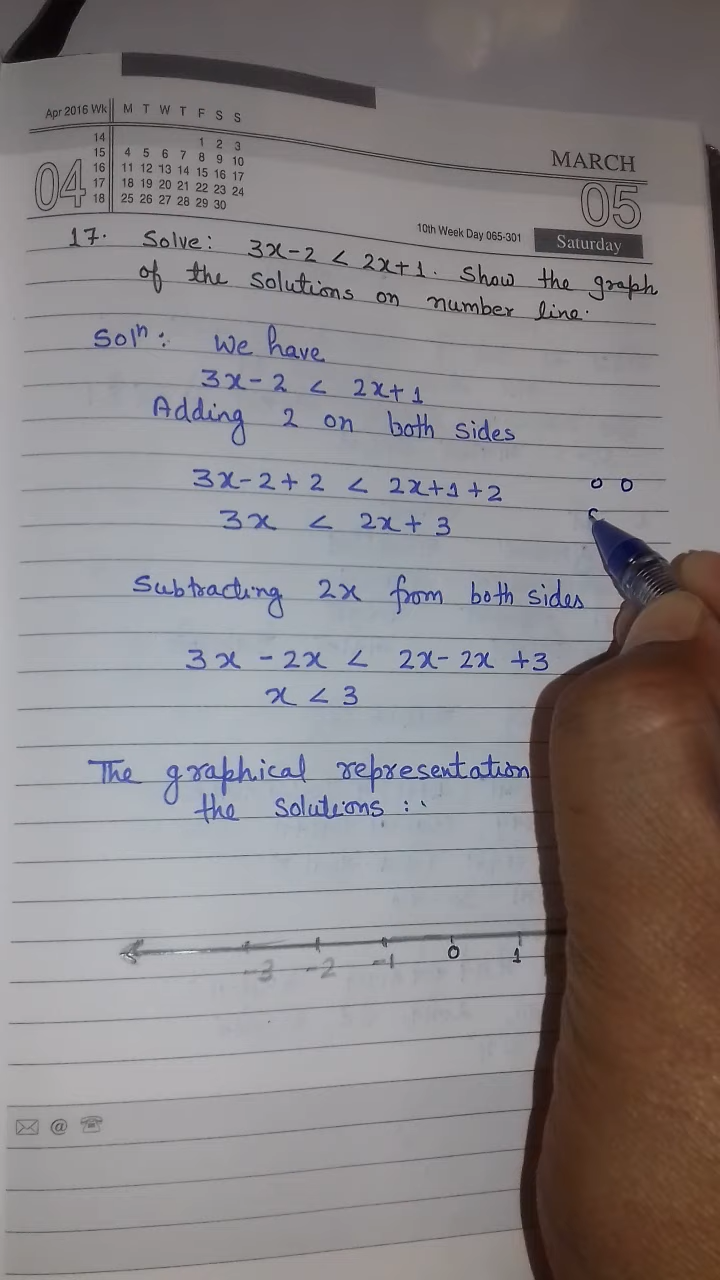 Apr 2016 Wk M T W T F S S
14 1 2 3
15 4 5 6 7 8 9 10
16 11 12 13 14 15 16 17
17 18 19 20 21 22 23 24
18 25 26 27 28 29 30
04
MARCH
05
10th Week Day 065-301 Saturday
17. Solve: 3x-2 < 2x+1. Show the graph
of the solutions on number line.
Solⁿ: We have
3x-2 < 2x+1
Adding 2 on both sides
3x-2+2 < 2x+1+2
0 0
3x < 2x+3
Subtracting 2x from both sides
3x - 2x < 2x-2x +3
x < 3
The graphical representation
the solutions :
-3 -2 -1 0 1